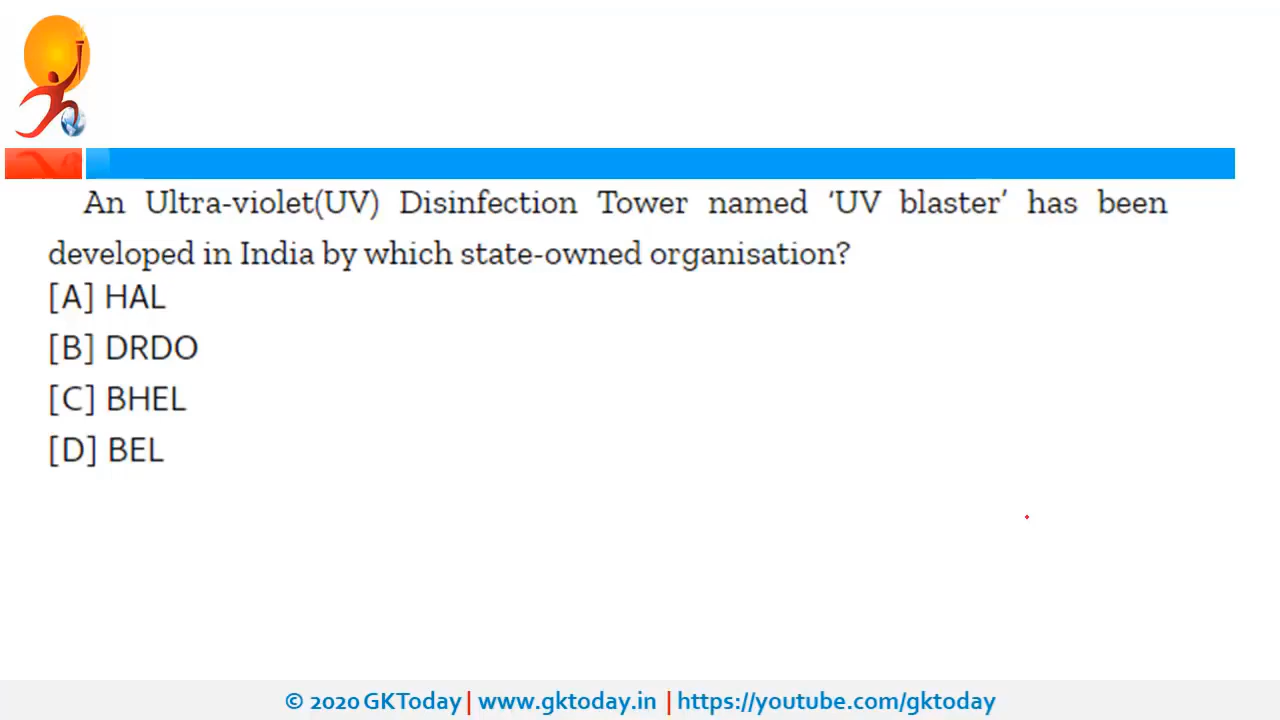 An Ultra-violet(UV) Disinfection Tower named ‘UV blaster’ has been
developed in India by which state-owned organisation?
[A] HAL
[B] DRDO
[C] BHEL
[D] BEL
© 2020 GKToday | www.gktoday.in | https://youtube.com/gktoday